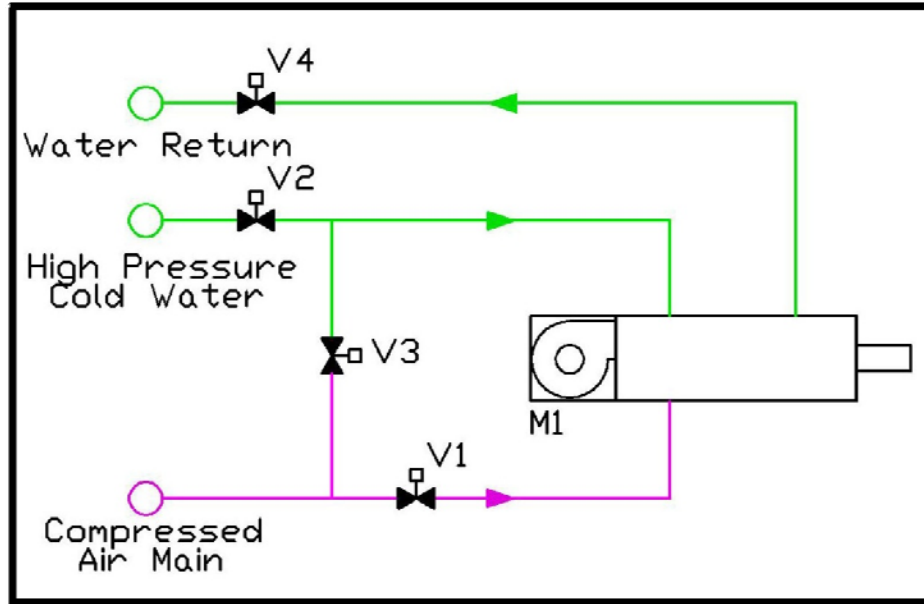 V4
Water Return
V2
High Pressure
Cold Water
V3
M1
V1
Compressed
Air Main